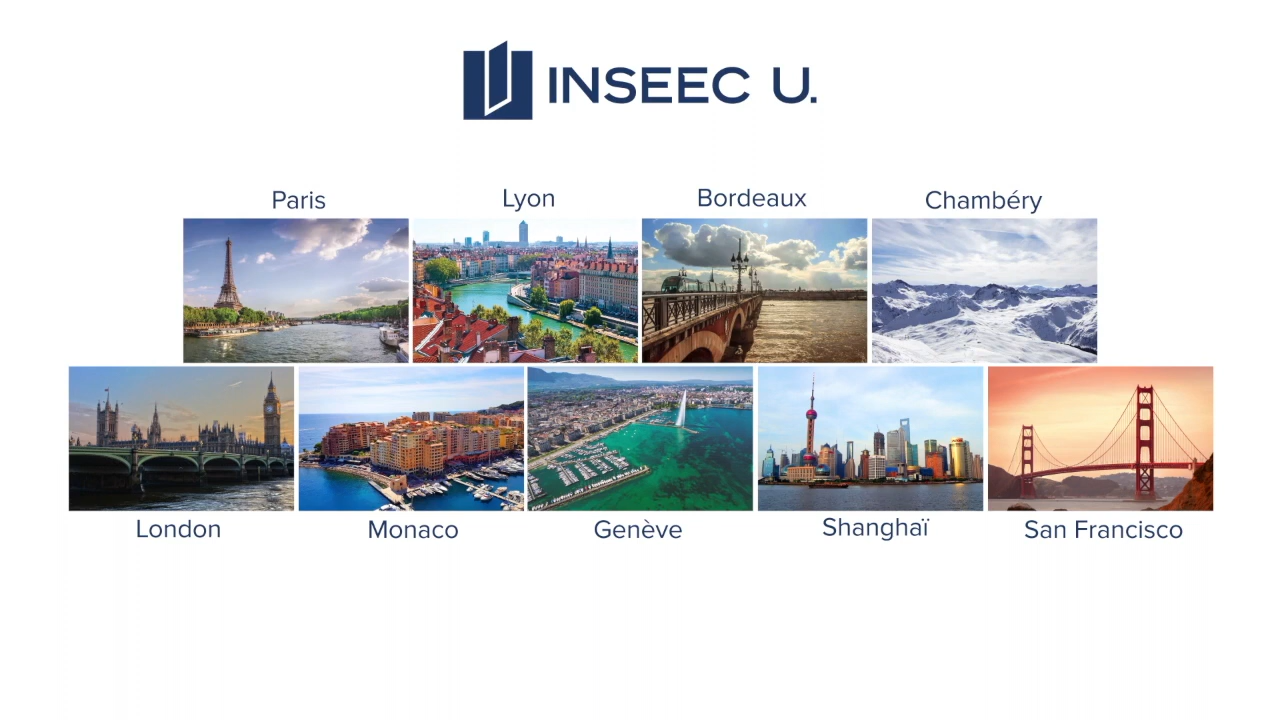 INSEEC U.
Paris
Lyon
Bordeaux
Chambéry
London
Monaco
Genève
Shanghaï
San Francisco